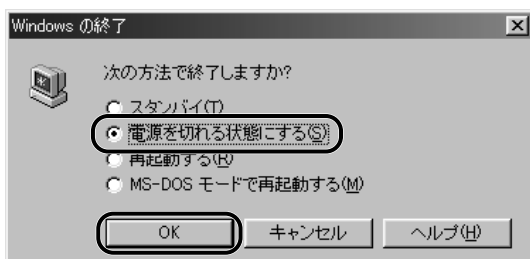 Windows の終了
次の方法で終了しますか?
スタンバイ(T)
電源を切れる状態にする(S)
再起動する(R)
MS-DOS モードで再起動する(M)
OK キャンセル ヘルプ(H)